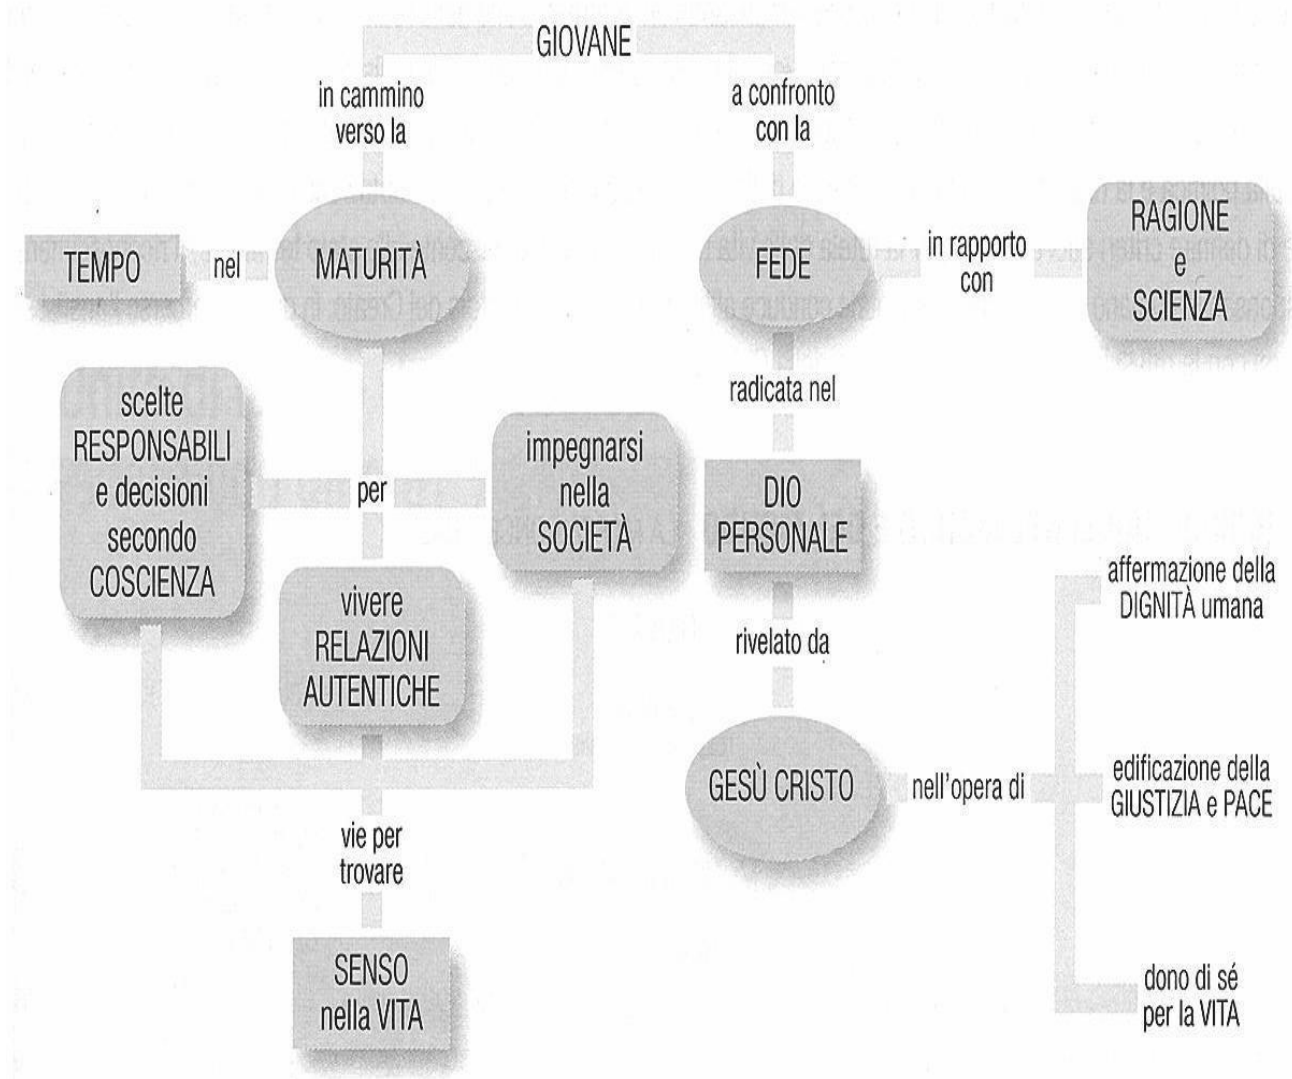 GIOVANE
in cammino
verso la
a confronto
con la
TEMPO
nel
MATURITÀ
FEDE
in rapporto
con
RAGIONE
e
SCIENZA
scelte
RESPONSABILI
e decisioni
secondo
COSCIENZA
per
impegnarsi
nella
SOCIETÀ
vivere
RELAZIONI
AUTENTICHE
vie per
trovare
SENSO
nella VITA
radicata nel
DIO
PERSONALE
rivelato da
GESÙ CRISTO
nell'opera di
affermazione della
DIGNITÀ umana
edificazione della
GIUSTIZIA e PACE
dono di sé
per la VITA